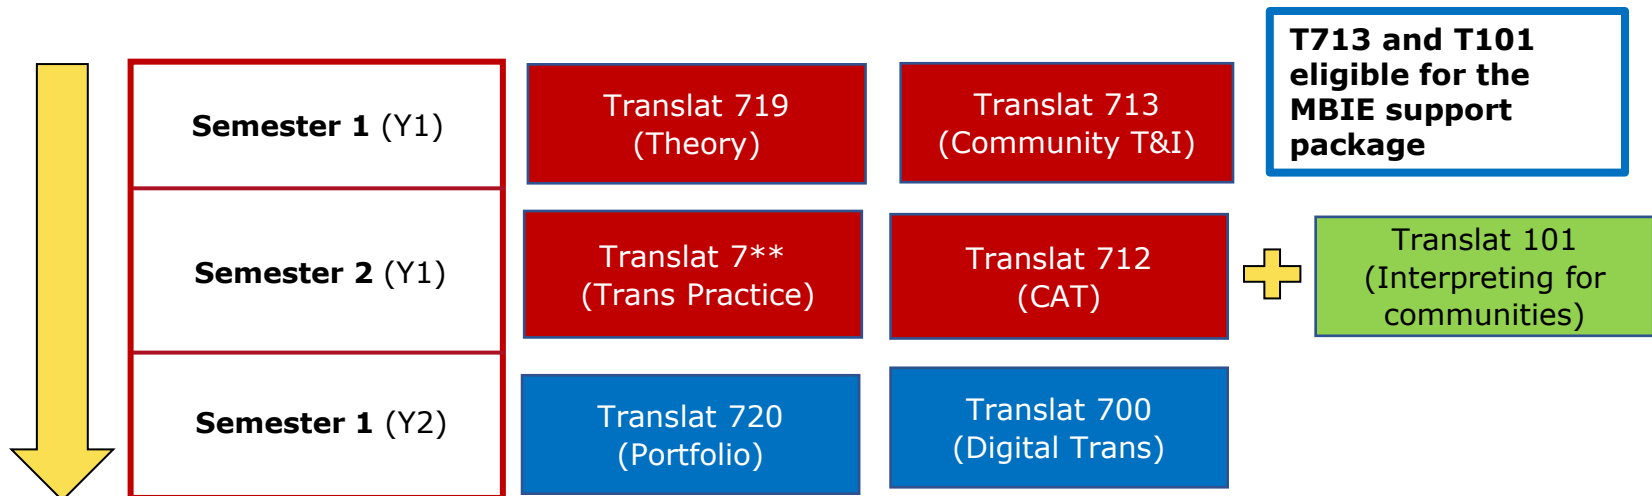 T713 and T101
eligible for the
MBIE support
package
Semester 1 (Y1)
Translat 719
(Theory)
Translat 713
(Community T&I)
Semester 2 (Y1)
Translat 7**
(Trans Practice)
Translat 712
(CAT)
Translat 101
(Interpreting for
communities)
Semester 1 (Y2)
Translat 720
(Portfolio)
Translat 700
(Digital Trans)